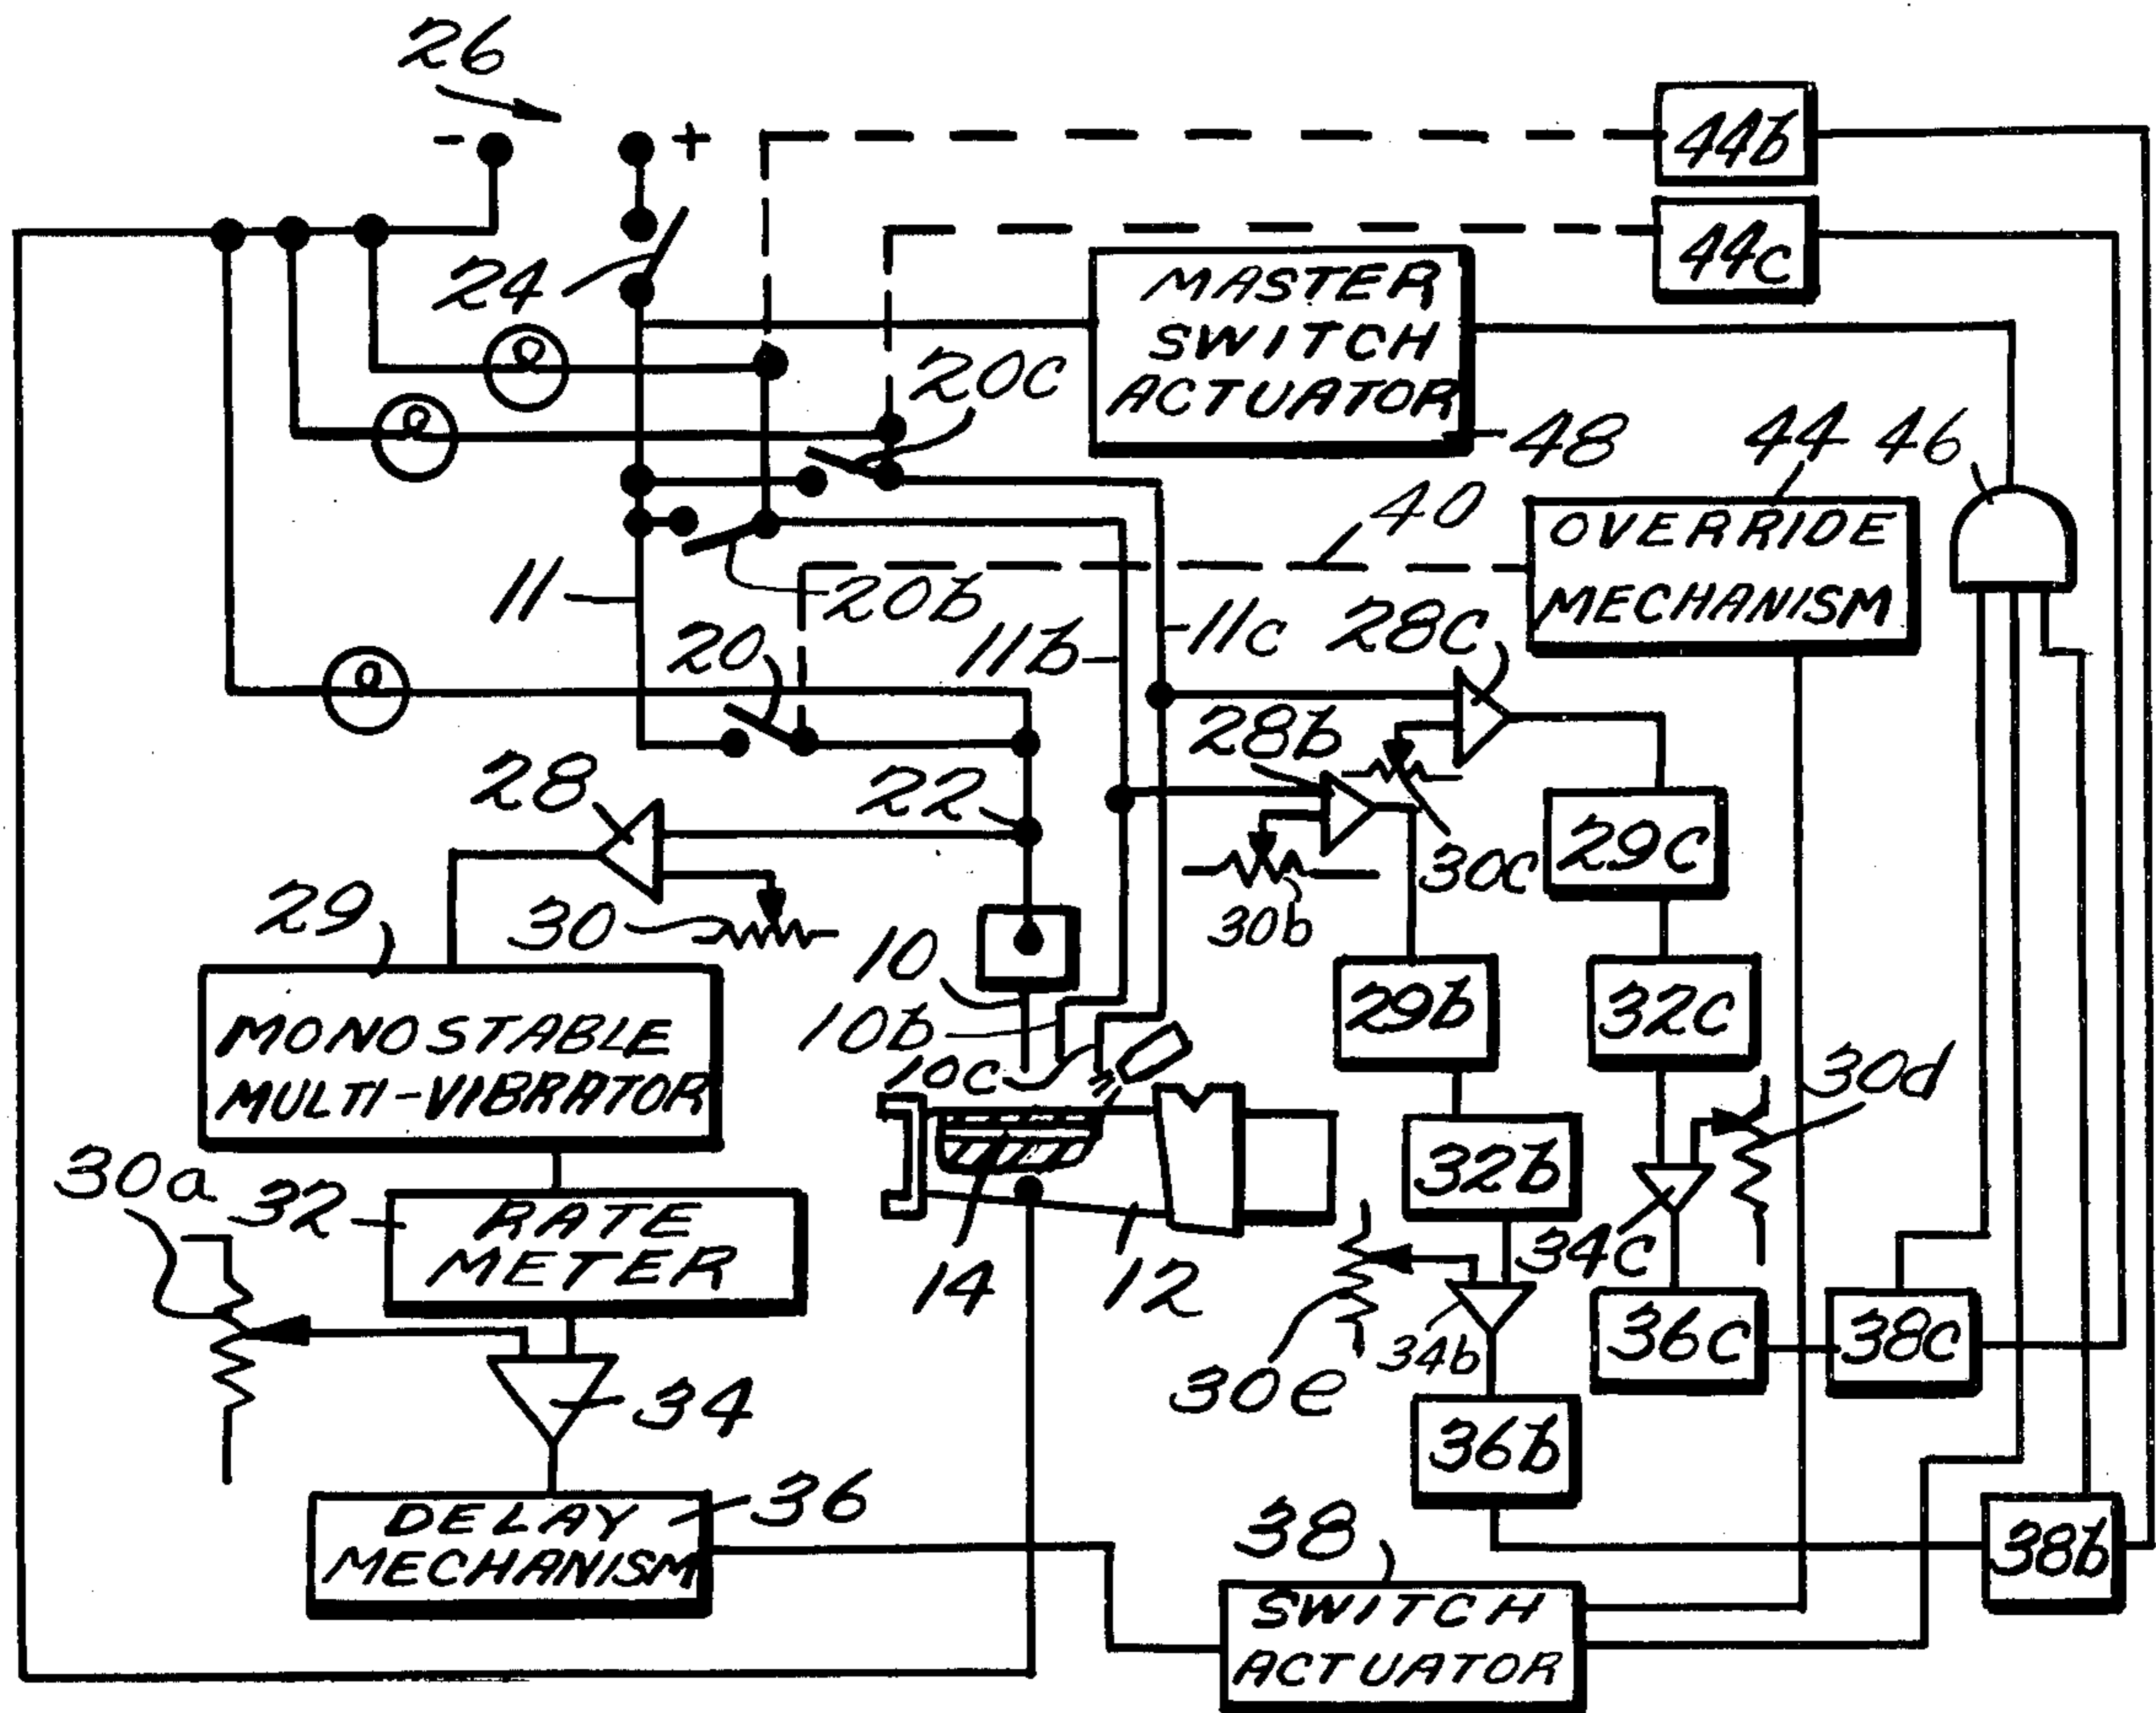 26
- +
44b
44c
24
MASTER
SWITCH
ACTUATOR
20c
48
44 46
40
OVERRIDE
MECHANISM
11
20b
11b
11c
28c
20
28b
28
22
29c
30c
30
30b
29
10
10b
29b
32c
MONOSTABLE
MULTI-VIBRATOR
10c
30d
30a
32
RATE
METER
32b
14
12
34c
36c
38c
30e
34b
34
36b
DELAY
MECHANISM
36
38
38b
SWITCH
ACTUATOR